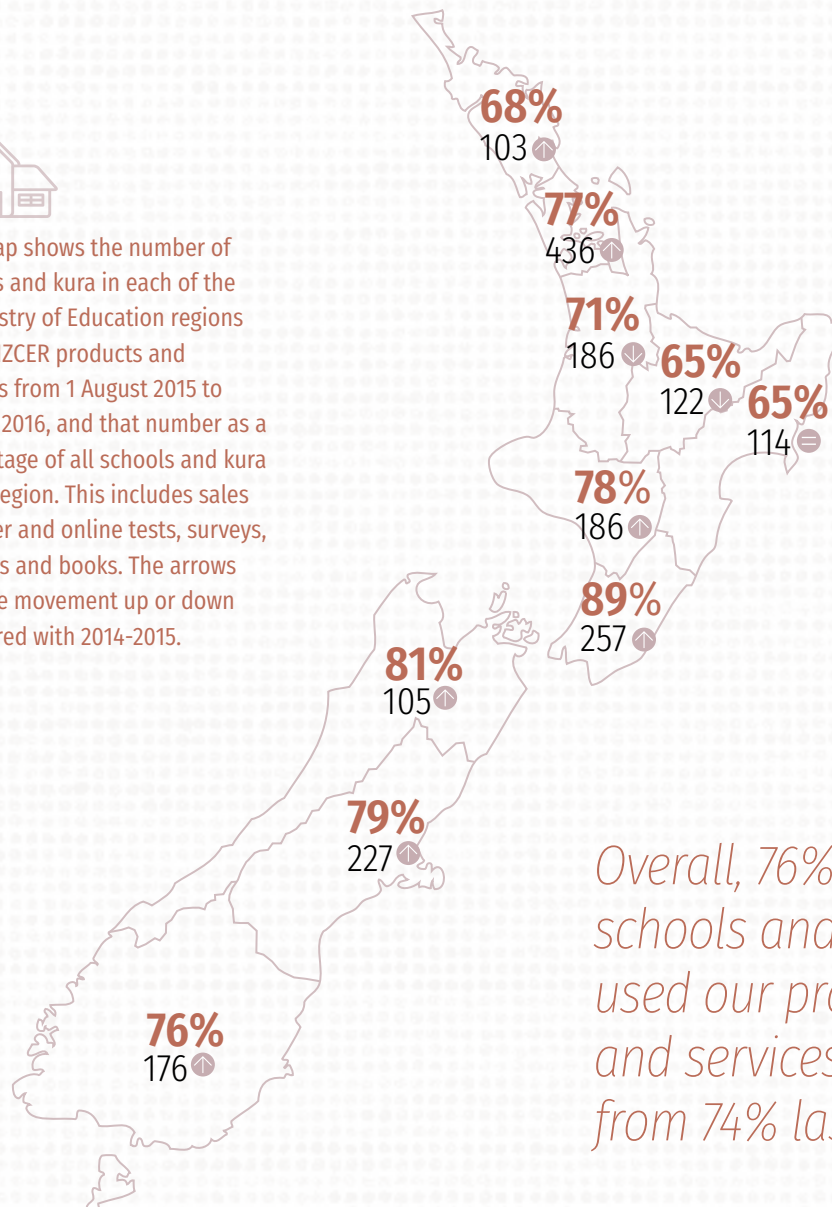 68%
103
77%
436
71%
186
65%
122
65%
114
78%
186
89%
257
81%
105
79%
227
76%
176
ap shows the number of
s and kura in each of the
stry of Education regions
ZCER products and
s from 1 August 2015 to
2016, and that number as a
tage of all schools and kura
egion. This includes sales
er and online tests, surveys,
s and books. The arrows
e movement up or down
red with 2014-2015.
Overall, 76%
schools and
used our pro
and services
from 74% las